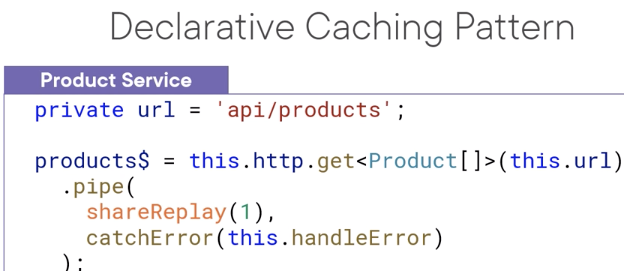 Declarative Caching Pattern
Product Service
private url = 'api/products';
products$ = this.http.get<Product[]>(this.url)
.pipe(
shareReplay(1),
catchError(this.handleError)
);